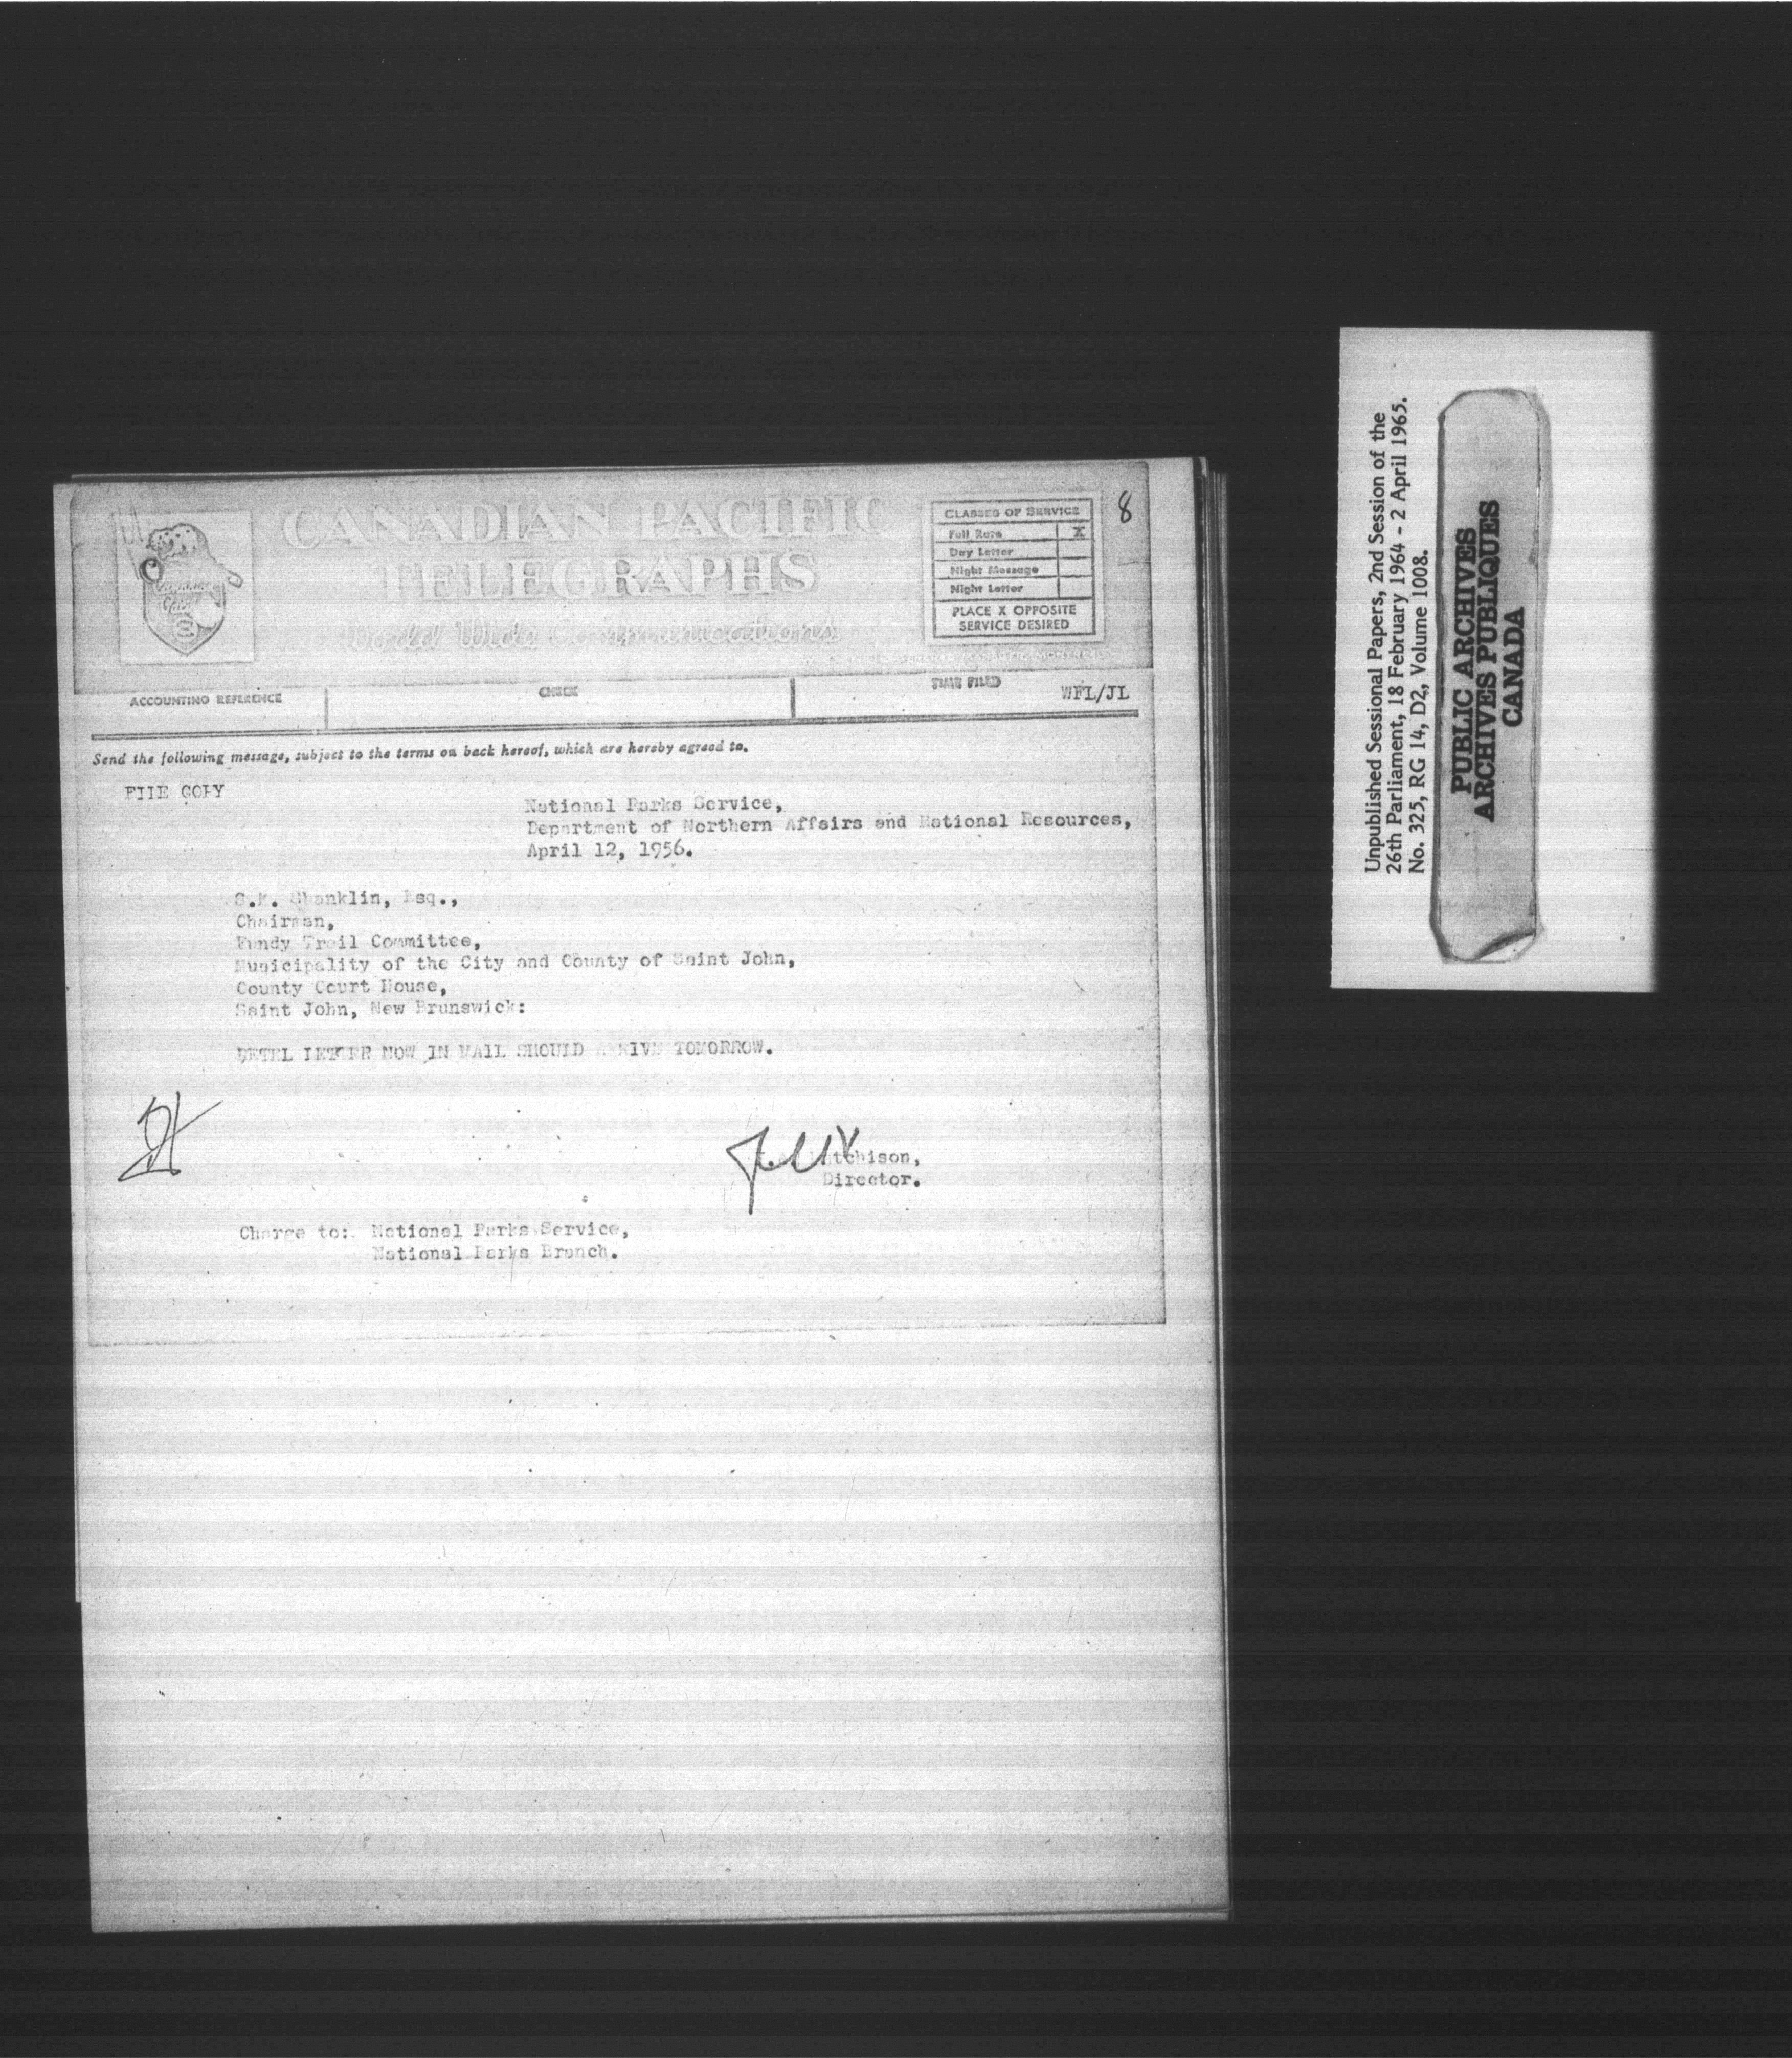 8
CANADIAN PACIFIC
TELEGRAPHS
World Wide Communications
Canadian
Pacific
CLASSES OF SERVICE
Full Rate X
Day Letter
Night Message
Night Letter
PLACE X OPPOSITE
SERVICE DESIRED
ACCOUNTING REFERENCE
CHECK
TIME FILED
WFL/JL
Send the following message, subject to the terms on back hereof, which are hereby agreed to.
FILE COPY
National Parks Service,
Department of Northern Affairs and National Resources,
April 12, 1956.
Shanklin, Esq.,
Chairman,
Fundy Trail Committee,
Municipality of the City and County of Saint John,
County Court House,
Saint John, New Brunswick:
LETTER NOW IN MAIL SHOULD ARRIVE TOMORROW.
Hutchison,
Director.
Charge to: National Parks Service,
National Parks Branch.
Unpublished Sessional Papers, 2nd Session of the
26th Parliament, 18 February 1964 - 2 April 1965.
No. 325, RG 14, D2, Volume 1008.
PUBLIC ARCHIVES
ARCHIVES PUBLIQUES
CANADA